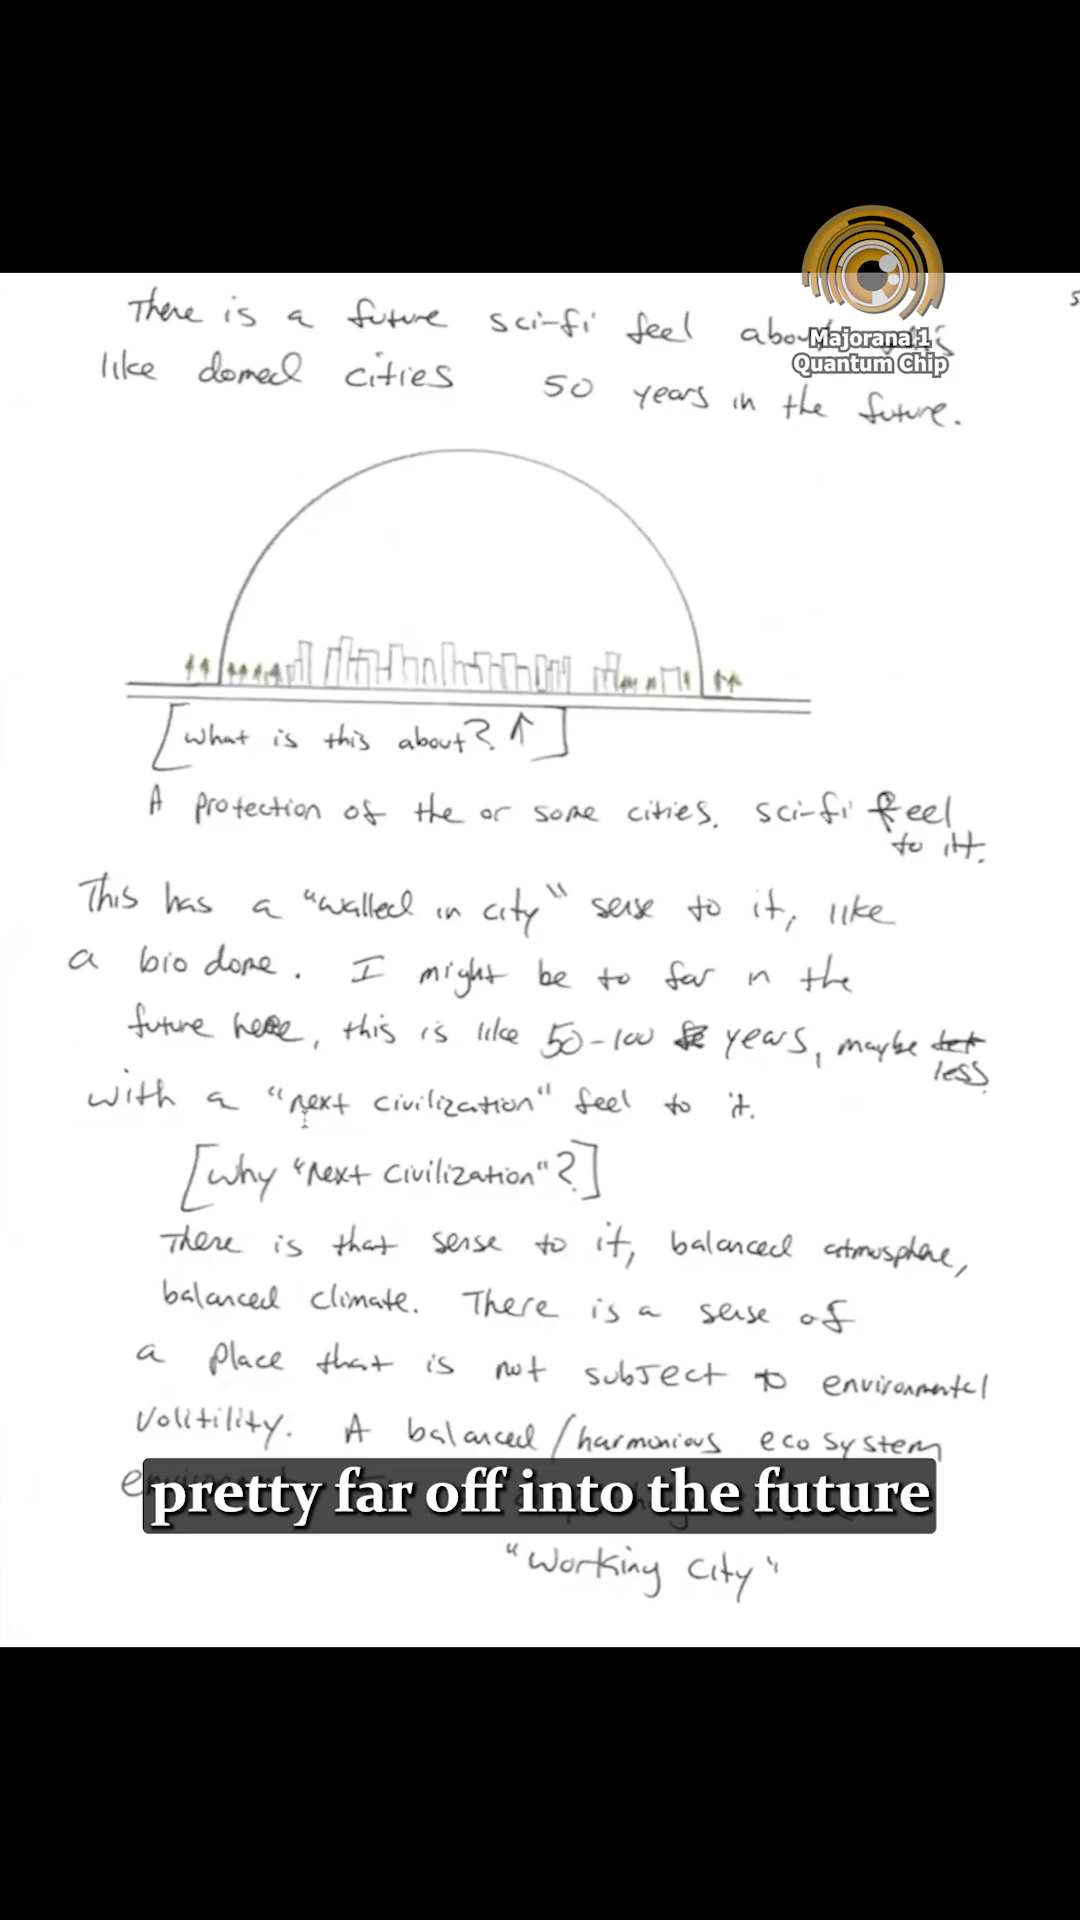 There is a future sci-fi feel
Majorana 1
Quantum Chip
like domed cities 50 years in the future.
[what is this about? ↑]
A protection of the or some cities. sci-fi feel
to it.
This has a "walled in city" sense to it, like
a bio dome. I might be to far in the
future here, this is like 50-100 years, maybe
less
with a "next civilization" feel to it.
[why "Next Civilization"?]
There is that sense to it, balanced atmosphere,
balanced climate. There is a sense of
a place that is not subject to environmental
volitility. A balanced/harmonious eco system
pretty far off into the future
"working city"